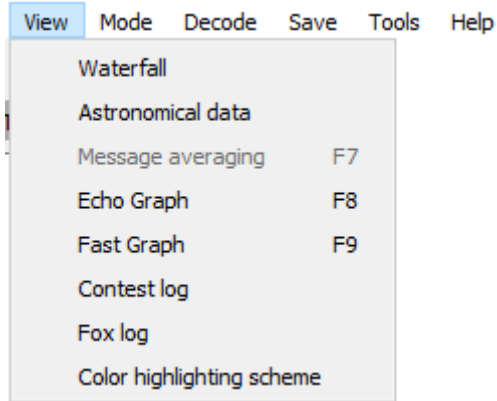 View Mode Decode Save Tools Help
Waterfall
Astronomical data
Message averaging F7
Echo Graph F8
Fast Graph F9
Contest log
Fox log
Color highlighting scheme